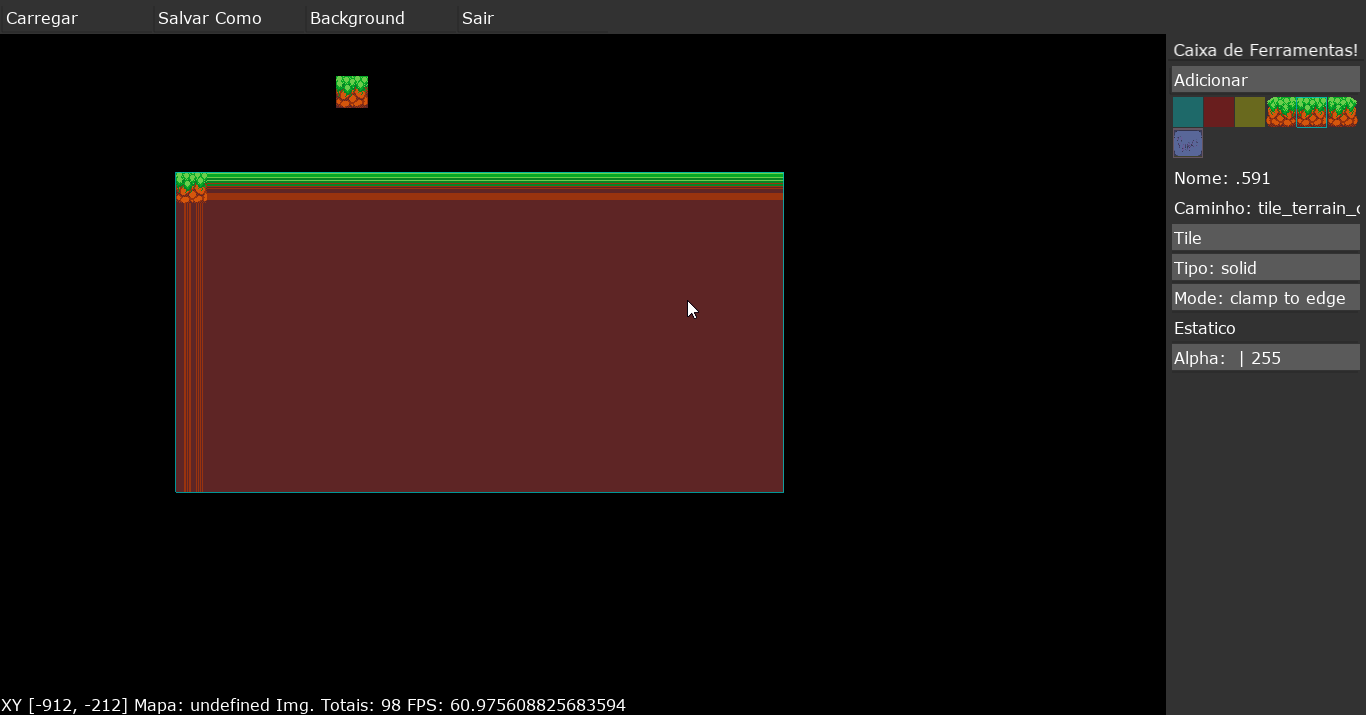 Carregar Salvar Como Background Sair
Caixa de Ferramentas!
Adicionar
Nome: .591
Caminho: tile_terrain_
Tile
Tipo: solid
Mode: clamp to edge
Estatico
Alpha: | 255
XY [-912, -212] Mapa: undefined Img. Totais: 98 FPS: 60.975608825683594